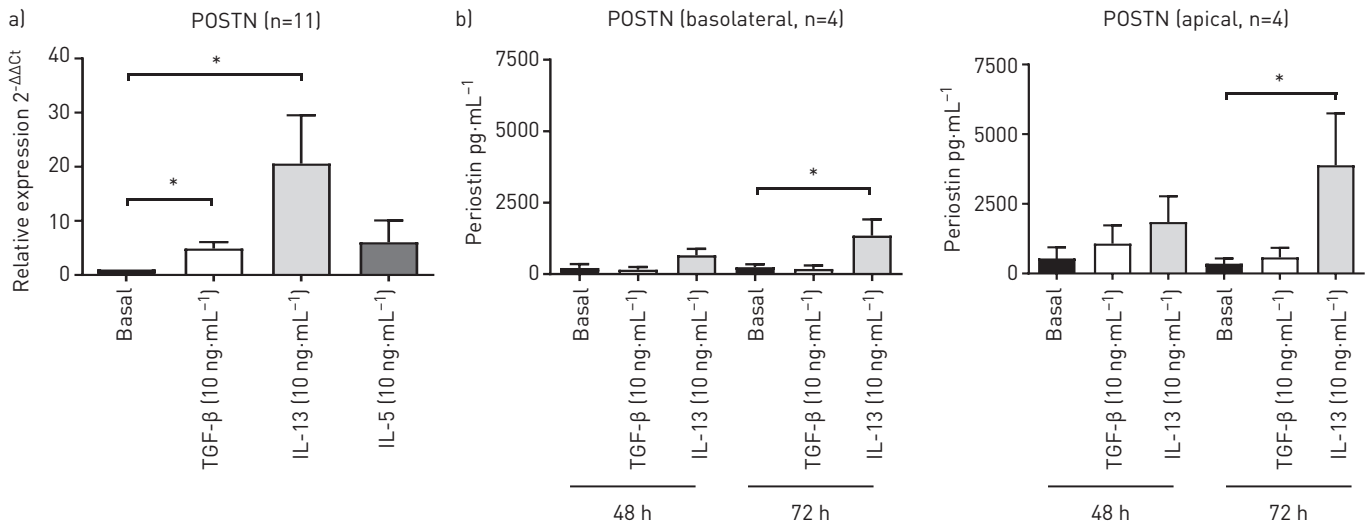 a)
POSTN (n=11)
Relative expression 2⁻ΔΔCt
40
30
20
10
0
*
*
Basal
TGF-β (10 ng·mL⁻¹)
IL-13 (10 ng·mL⁻¹)
IL-5 (10 ng·mL⁻¹)
b)
POSTN (basolateral, n=4)
Periostin pg·mL⁻¹
7500
5000
2500
0
*
Basal
TGF-β (10 ng·mL⁻¹)
IL-13 (10 ng·mL⁻¹)
Basal
TGF-β (10 ng·mL⁻¹)
IL-13 (10 ng·mL⁻¹)
48 h
72 h
POSTN (apical, n=4)
Periostin pg·mL⁻¹
7500
5000
2500
0
*
Basal
TGF-β (10 ng·mL⁻¹)
IL-13 (10 ng·mL⁻¹)
Basal
TGF-β (10 ng·mL⁻¹)
IL-13 (10 ng·mL⁻¹)
48 h
72 h